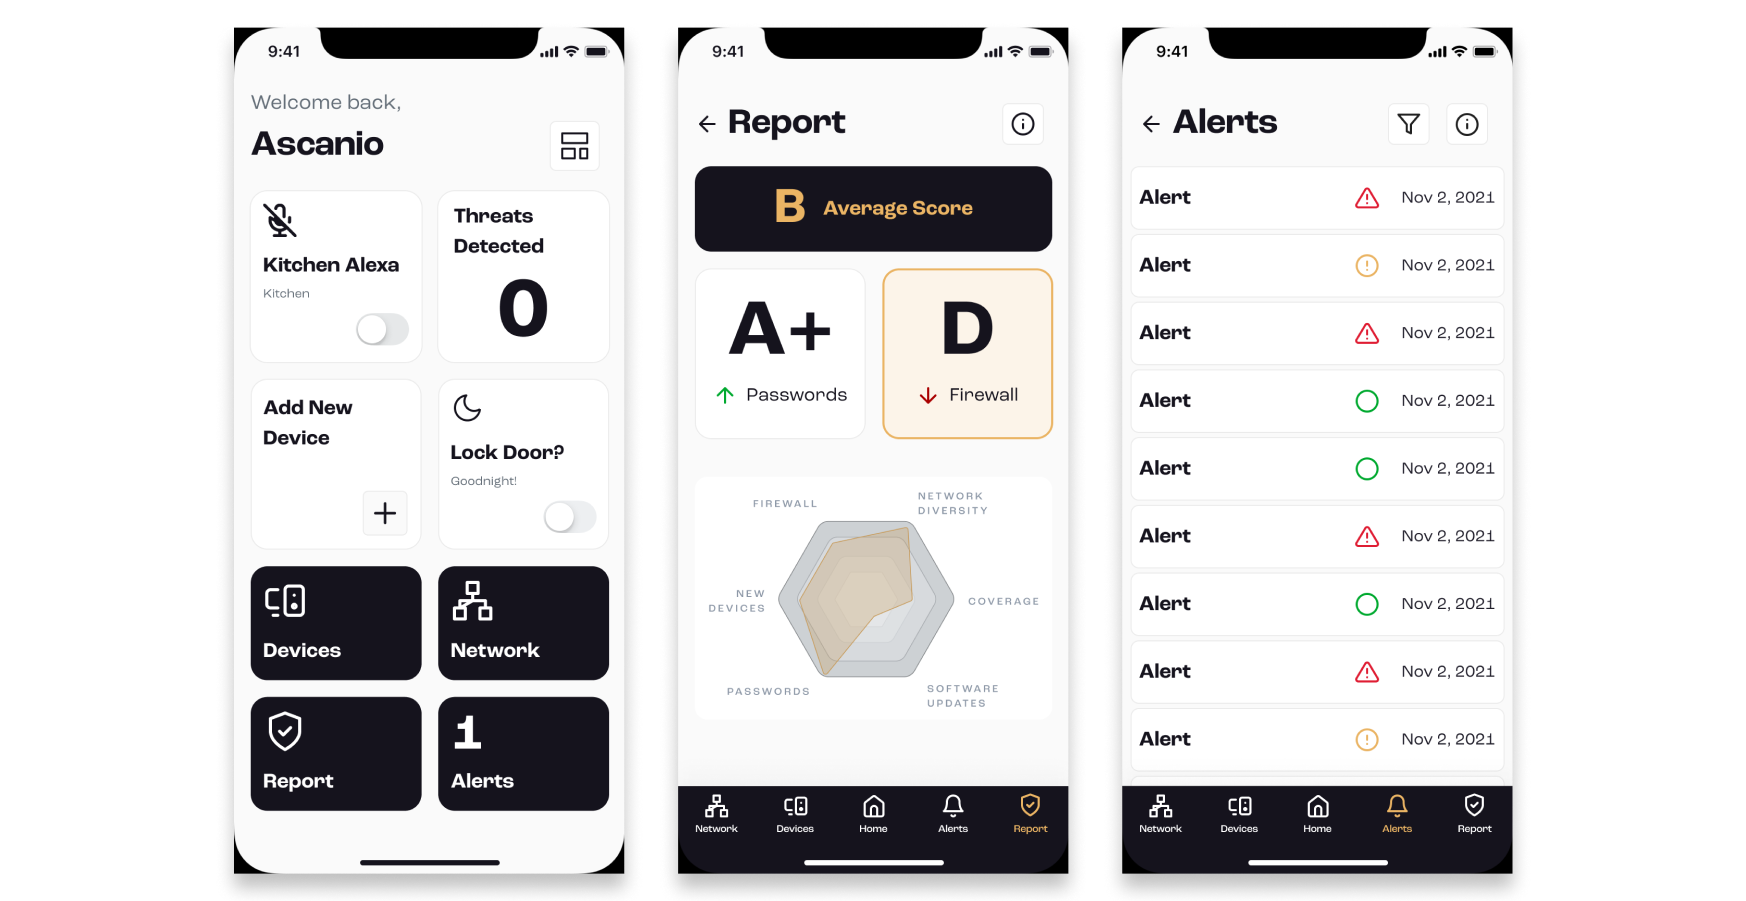 9:41
Welcome back,
Ascanio
Kitchen Alexa
Kitchen
Threats
Detected
0
Add New
Device
Lock Door?
Goodnight!
Devices
Network
Report
1
Alerts
9:41
Report
B Average Score
A+
Passwords
D
Firewall
FIREWALL
NETWORK
DIVERSITY
NEW
DEVICES
COVERAGE
PASSWORDS
SOFTWARE
UPDATES
Network Devices Home Alerts Report
9:41
Alerts
Alert Nov 2, 2021
Alert Nov 2, 2021
Alert Nov 2, 2021
Alert Nov 2, 2021
Alert Nov 2, 2021
Alert Nov 2, 2021
Alert Nov 2, 2021
Alert Nov 2, 2021
Alert Nov 2, 2021
Network Devices Home Alerts Report